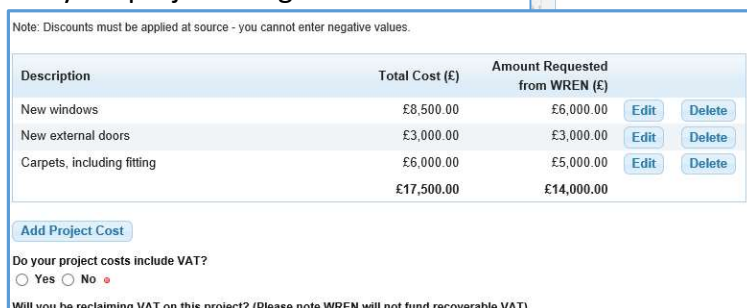 Note: Discounts must be applied at source - you cannot enter negative values.
Description Total Cost (£) Amount Requested from WREN (£)
New windows £8,500.00 £6,000.00 Edit Delete
New external doors £3,000.00 £3,000.00 Edit Delete
Carpets, including fitting £6,000.00 £5,000.00 Edit Delete
£17,500.00 £14,000.00
Add Project Cost
Do your project costs include VAT?
Yes No
Will you be reclaiming VAT on this project? (Please note WREN will not fund recoverable VAT)